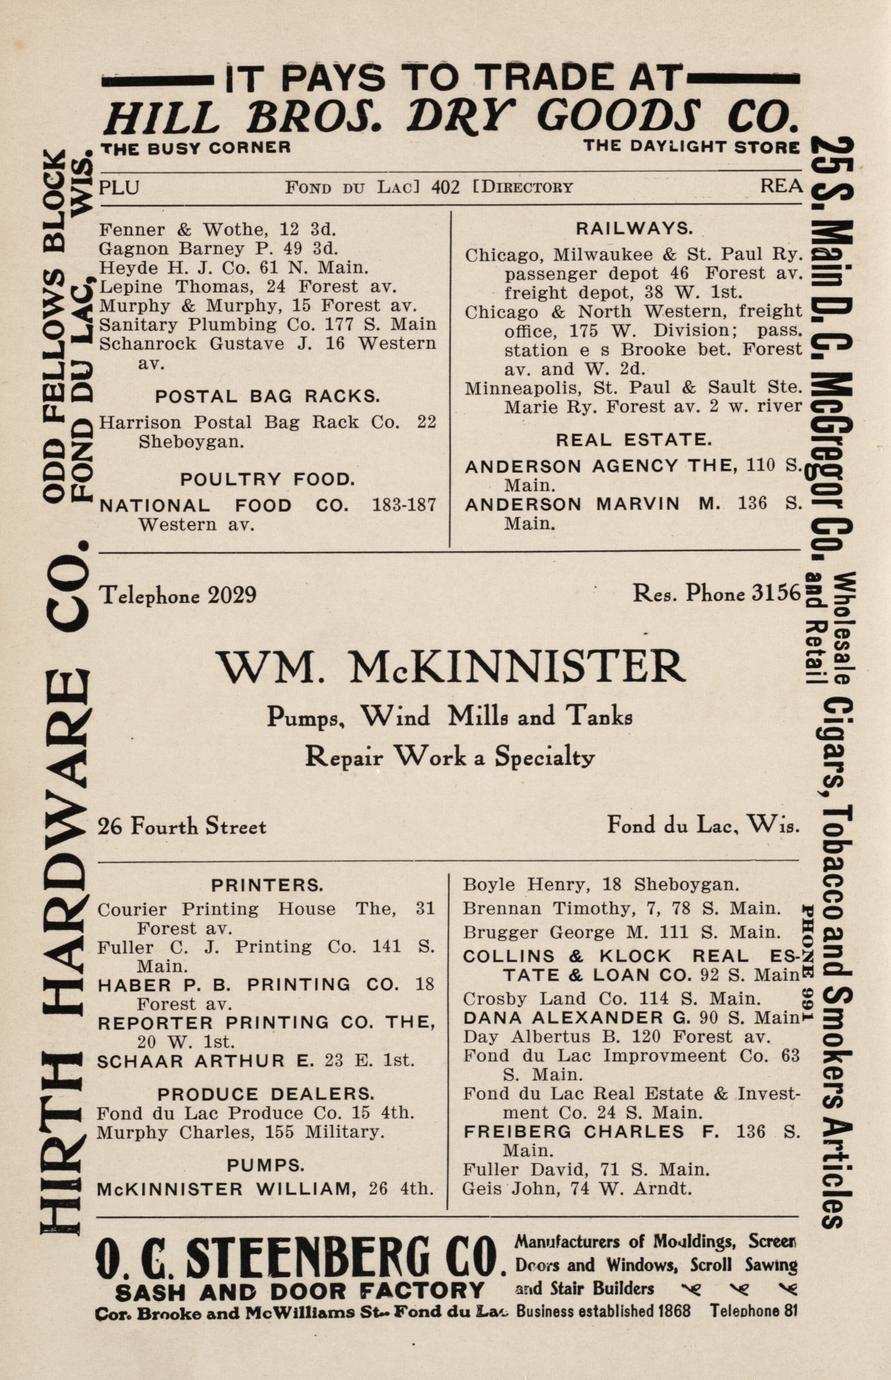 IT PAYS TO TRADE AT
HILL BROS. DRY GOODS CO.
THE BUSY CORNER THE DAYLIGHT STORE
PLU FOND DU LAC] 402 [DIRECTORY REA
Fenner & Wothe, 12 3d.
Gagnon Barney P. 49 3d.
Heyde H. J. Co. 61 N. Main.
Lepine Thomas, 24 Forest av.
Murphy & Murphy, 15 Forest av.
Sanitary Plumbing Co. 177 S. Main
Schanrock Gustave J. 16 Western
av.
POSTAL BAG RACKS.
Harrison Postal Bag Rack Co. 22
Sheboygan.
POULTRY FOOD.
NATIONAL FOOD CO. 183-187
Western av.
RAILWAYS.
Chicago, Milwaukee & St. Paul Ry.
passenger depot 46 Forest av.
freight depot, 38 W. 1st.
Chicago & North Western, freight
office, 175 W. Division; pass.
station e s Brooke bet. Forest
av. and W. 2d.
Minneapolis, St. Paul & Sault Ste.
Marie Ry. Forest av. 2 w. river
REAL ESTATE.
ANDERSON AGENCY THE, 110 S.
Main.
ANDERSON MARVIN M. 136 S.
Main.
Telephone 2029 Res. Phone 3156
WM. McKINNISTER
Pumps, Wind Mills and Tanks
Repair Work a Specialty
26 Fourth Street Fond du Lac, Wis.
PRINTERS.
Courier Printing House The, 31
Forest av.
Fuller C. J. Printing Co. 141 S.
Main.
HABER P. B. PRINTING CO. 18
Forest av.
REPORTER PRINTING CO. THE,
20 W. 1st.
SCHAAR ARTHUR E. 23 E. 1st.
PRODUCE DEALERS.
Fond du Lac Produce Co. 15 4th.
Murphy Charles, 155 Military.
PUMPS.
McKINNISTER WILLIAM, 26 4th.
Boyle Henry, 18 Sheboygan.
Brennan Timothy, 7, 78 S. Main.
Brugger George M. 111 S. Main.
COLLINS & KLOCK REAL ES-
TATE & LOAN CO. 92 S. Main
Crosby Land Co. 114 S. Main.
DANA ALEXANDER G. 90 S. Main
Day Albertus B. 120 Forest av.
Fond du Lac Improvmeent Co. 63
S. Main.
Fond du Lac Real Estate & Invest-
ment Co. 24 S. Main.
FREIBERG CHARLES F. 136 S.
Main.
Fuller David, 71 S. Main.
Geis John, 74 W. Arndt.
O. C. STEENBERG CO.
SASH AND DOOR FACTORY
Cor. Brooke and McWilliams St. Fond du Lac
Manufacturers of Mouldings, Screen
Doors and Windows, Scroll Sawing
and Stair Builders
Business established 1868 Telephone 81
HIRTH HARDWARE CO.
ODD FELLOWS BLOCK
FOND DU LAC, WIS.
25 S. Main D. C. McGregor Co.
Wholesale
and Retail
Cigars, Tobacco and Smokers Articles
PHONE 991